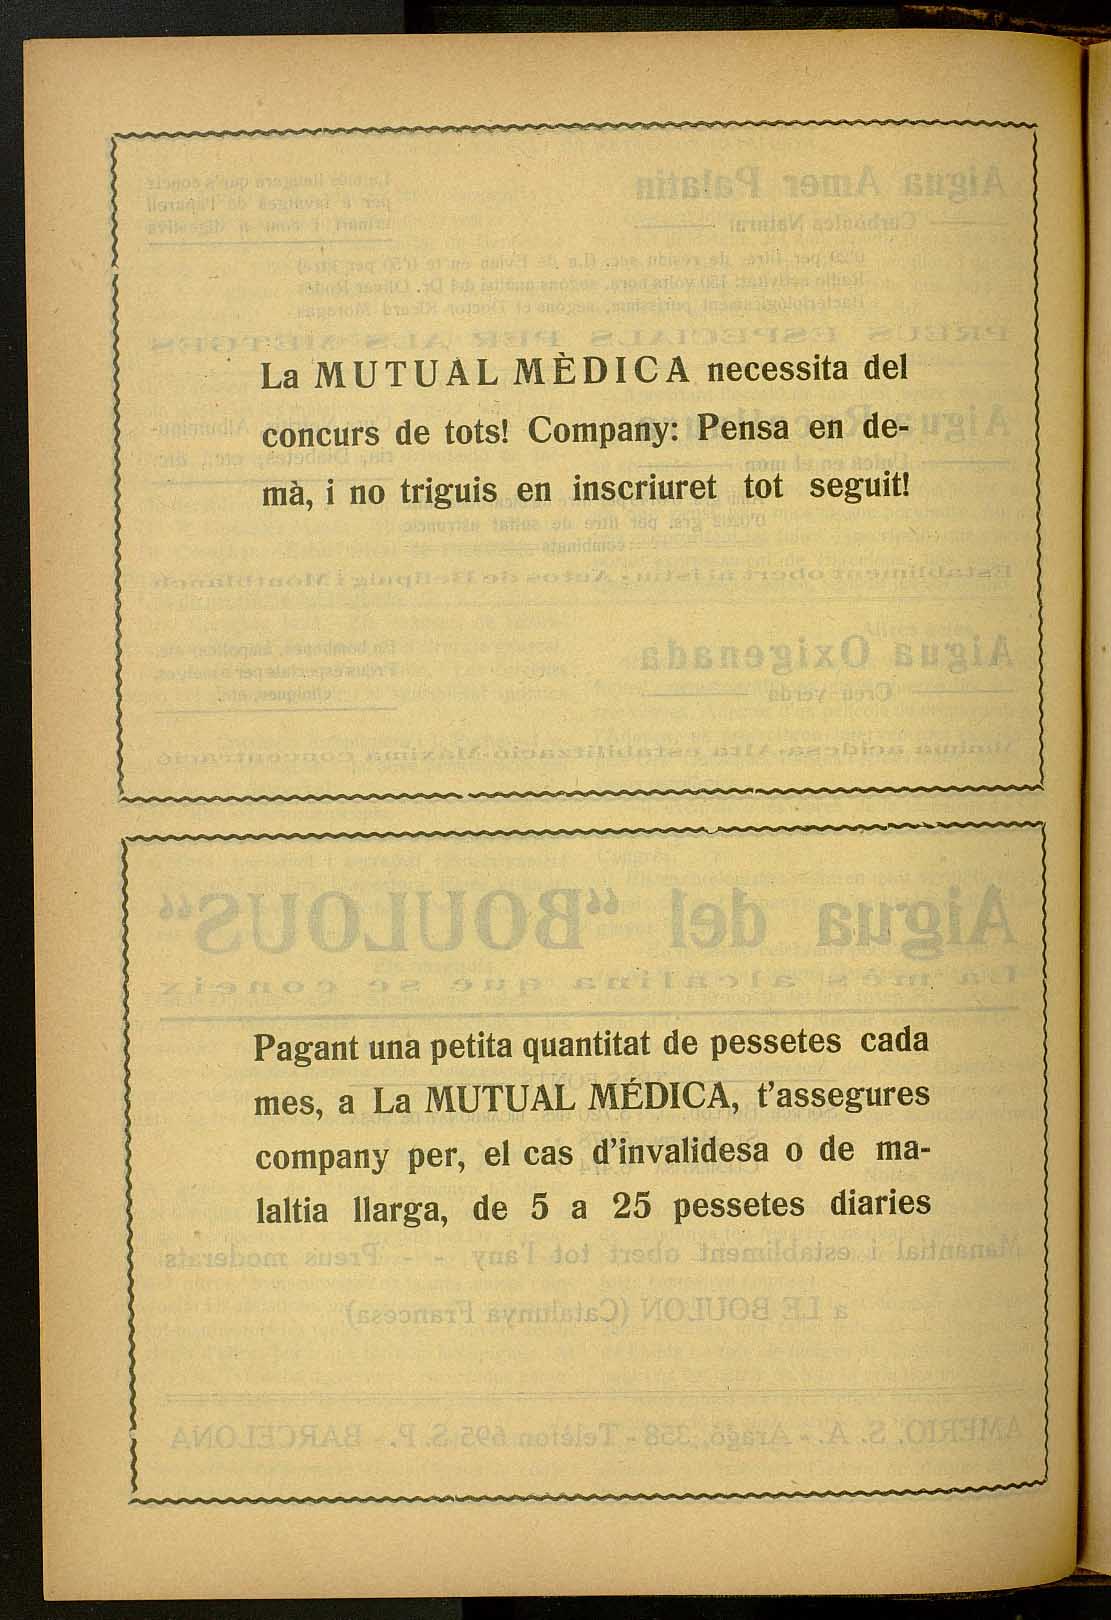 La MUTUAL MÈDICA necessita del
concurs de tots! Company: Pensa en de-
mà, i no triguis en inscriuret tot seguit!
Pagant una petita quantitat de pessetes cada
mes, a La MUTUAL MÉDICA, t'assegures
company per, el cas d'invalidesa o de ma-
laltia llarga, de 5 a 25 pessetes diaries